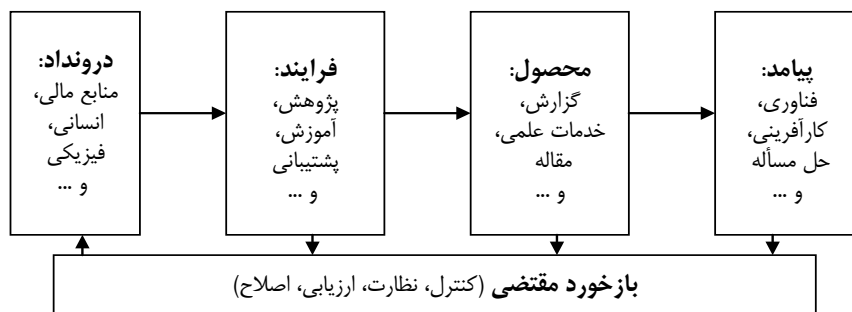 درونداد:
منابع مالی،
انسانی،
فیزیکی
و ...
فرایند:
پژوهش،
آموزش،
پشتیبانی
و ...
محصول:
گزارش،
خدمات علمی،
مقاله
و ...
پیامد:
فناوری،
کارآفرینی،
حل مسأله
و ...
بازخورد مقتضی (کنترل، نظارت، ارزیابی، اصلاح)